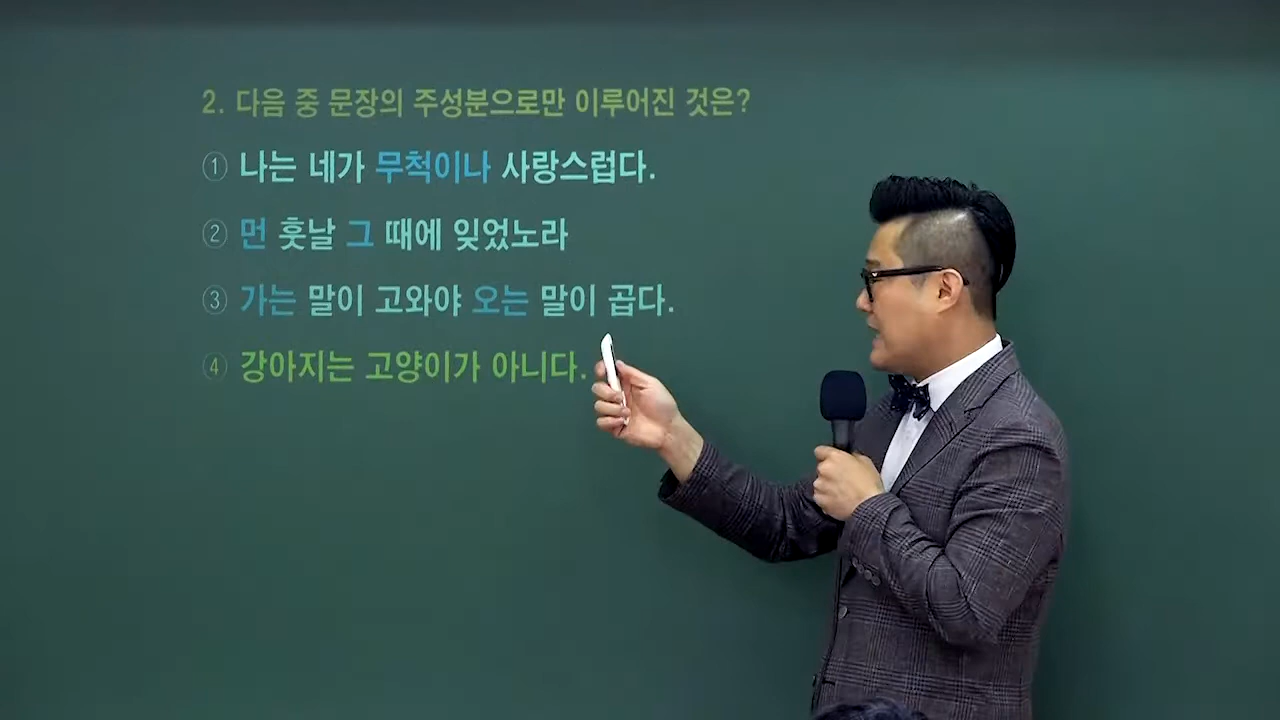 2. 다음 중 문장의 주성분으로만 이루어진 것은?
① 나는 네가 무척이나 사랑스럽다.
② 먼 훗날 그 때에 잊었노라
③ 가는 말이 고와야 오는 말이 곱다.
④ 강아지는 고양이가 아니다.